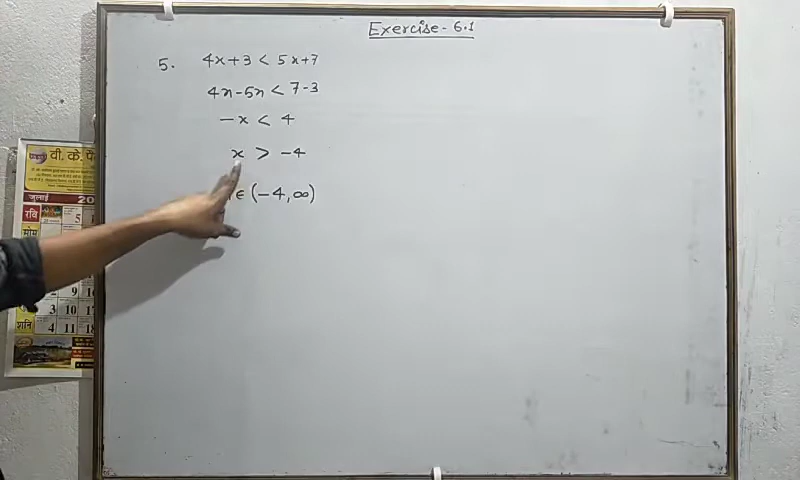 Exercise - 6.1
5. 4x+3 < 5x+7
4x-5x < 7-3
-x < 4
x > -4
∈ (-4, ∞)
वी. के.
जुलाई 20
रवि 5
सोम
9
3 10
शनि 4 11 18